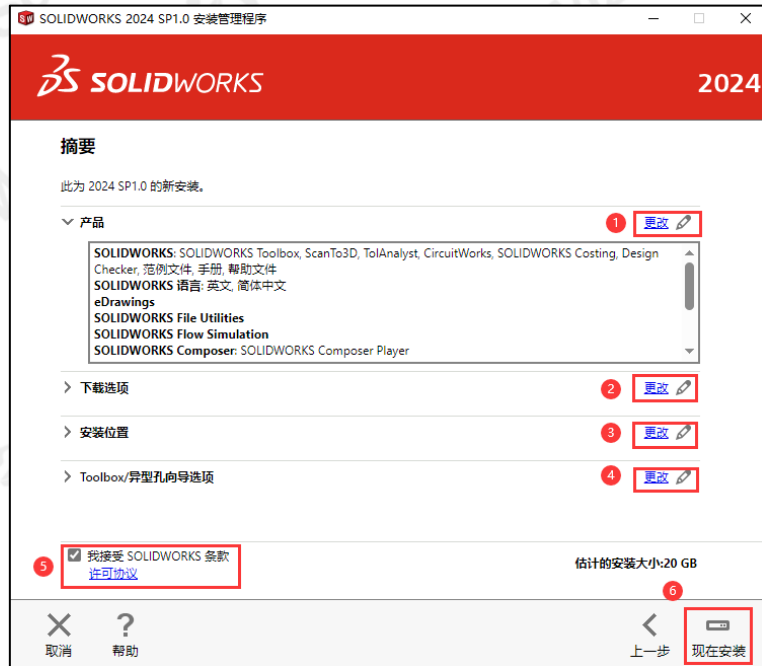 SOLIDWORKS 2024 SP1.0 安装管理程序
SOLIDWORKS
2024
摘要
此为 2024 SP1.0 的新安装。
产品
1
更改
SOLIDWORKS: SOLIDWORKS Toolbox, ScanTo3D, TolAnalyst, CircuitWorks, SOLIDWORKS Costing, Design
Checker, 范例文件, 手册, 帮助文件
SOLIDWORKS 语言: 英文, 简体中文
eDrawings
SOLIDWORKS File Utilities
SOLIDWORKS Flow Simulation
SOLIDWORKS Composer: SOLIDWORKS Composer Player
下载选项
2
更改
安装位置
3
更改
Toolbox/异型孔向导选项
4
更改
5
我接受 SOLIDWORKS 条款
许可协议
估计的安装大小:20 GB
6
取消
帮助
上一步
现在安装